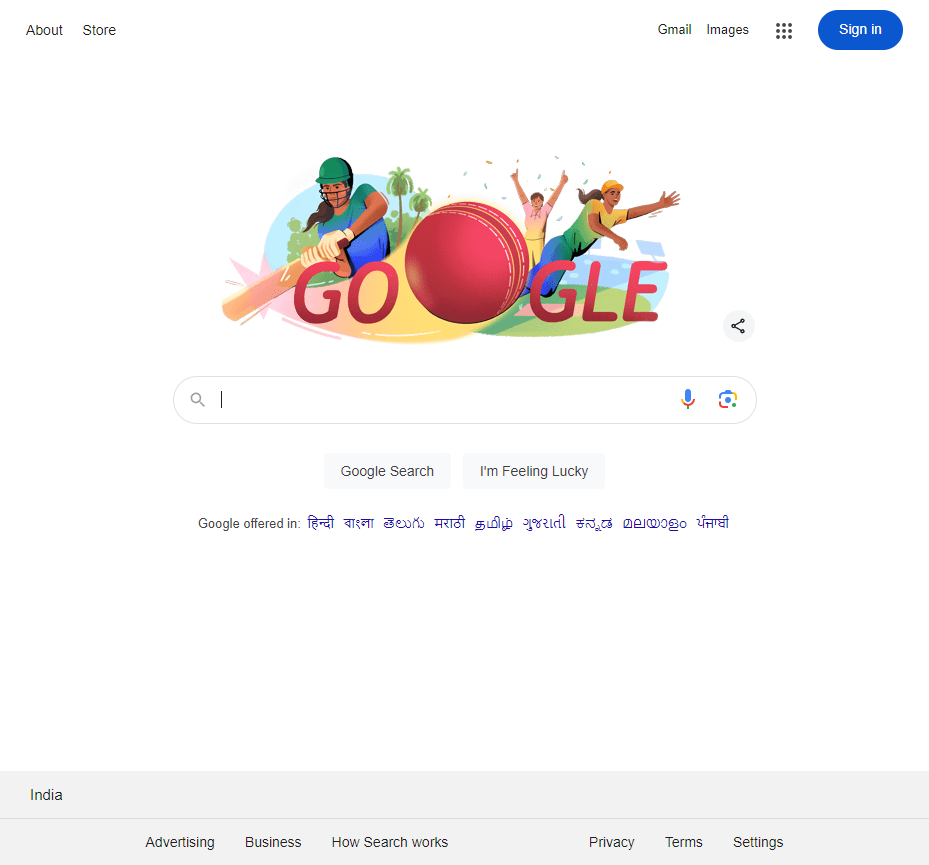 About Store Gmail Images Sign in
GOOGLE
Google Search I'm Feeling Lucky
Google offered in: हिन्दी বাংলা తెలుగు मराठी தமிழ் ગુજરાતી ಕನ್ನಡ മലയാളം ਪੰਜਾਬੀ
India
Advertising Business How Search works Privacy Terms Settings